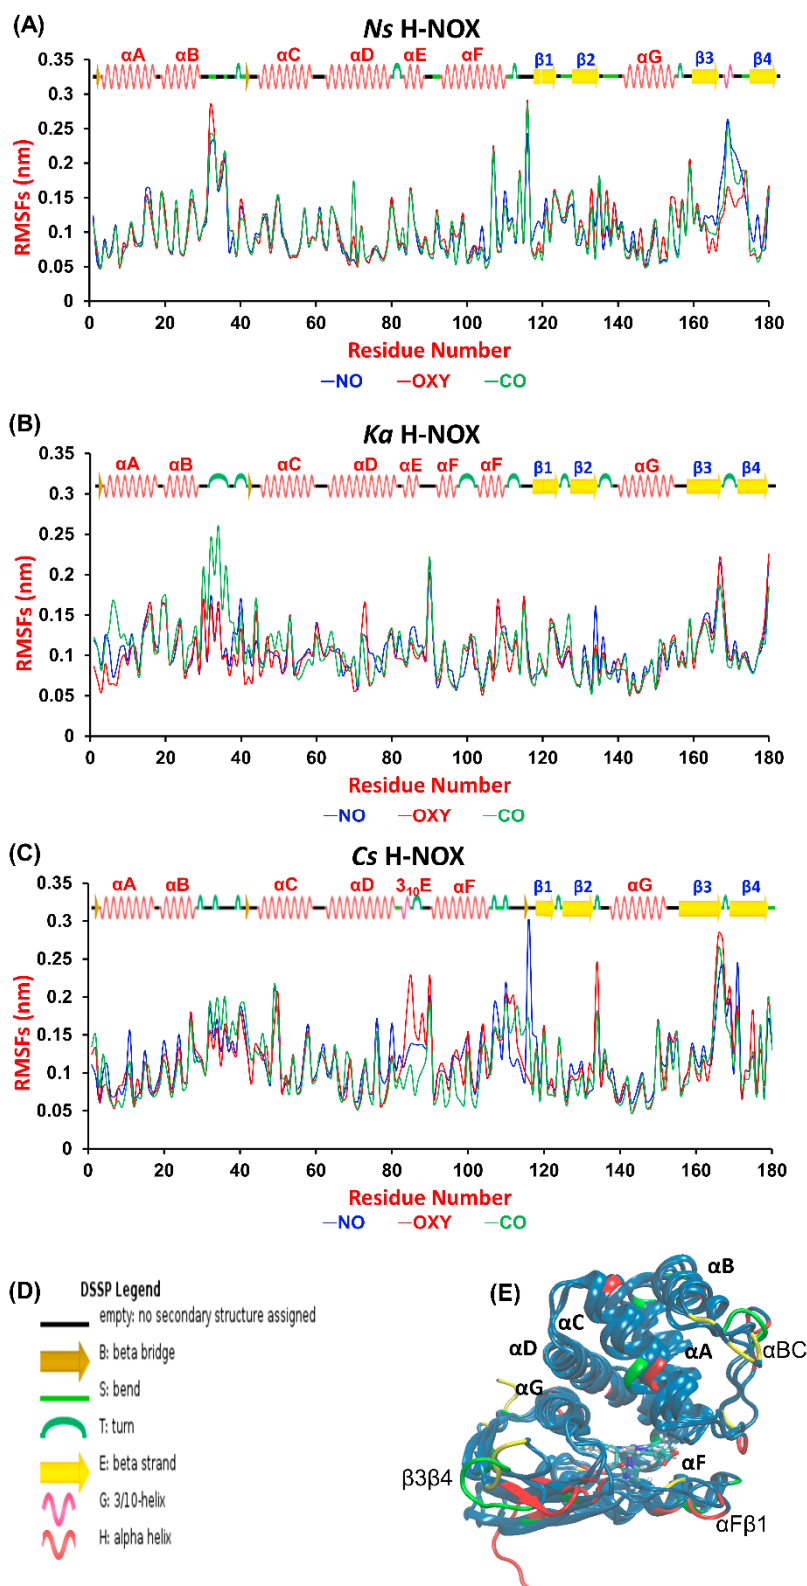 (A)
Ns H-NOX
αA αB αC αD αE αF β1 β2 αG β3 β4
0.35
0.3
0.25
0.2
0.15
0.1
0.05
0
RMSFs (nm)
0 20 40 60 80 100 120 140 160 180
Residue Number
NO OXY CO
(B)
Ka H-NOX
αA αB αC αD αE αF αF β1 β2 αG β3 β4
0.35
0.3
0.25
0.2
0.15
0.1
0.05
0
RMSFs (nm)
0 20 40 60 80 100 120 140 160 180
Residue Number
NO OXY CO
(C)
Cs H-NOX
αA αB αC αD 3₁₀E αF β1 β2 αG β3 β4
0.35
0.3
0.25
0.2
0.15
0.1
0.05
0
RMSFs (nm)
0 20 40 60 80 100 120 140 160 180
Residue Number
NO OXY CO
(D)
DSSP Legend
empty: no secondary structure assigned
B: beta bridge
S: bend
T: turn
E: beta strand
G: 3/10-helix
H: alpha helix
(E)
αB
αC
αD αA αBC
αG
αF
β3β4
αFβ1